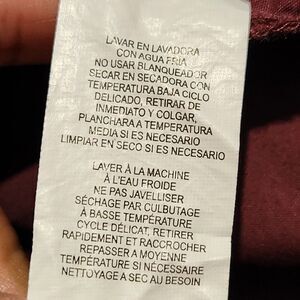 LAVAR EN LAVADORA
CON AGUA FRIA
NO USAR BLANQUEADOR
SECAR EN SECADORA CON
TEMPERATURA BAJA CICLO
DELICADO, RETIRAR DE
INMEDIATO Y COLGAR,
PLANCHAR A TEMPERATURA
MEDIA SI ES NECESARIO
LIMPIAR EN SECO SI ES NECESARIO
LAVER À LA MACHINE
À L'EAU FROIDE
NE PAS JAVELLISER
SÉCHAGE PAR CULBUTAGE
À BASSE TEMPÉRATURE
CYCLE DÉLICAT, RETIRER
RAPIDEMENT ET RACCROCHER
REPASSER A MOYENNE
TEMPÉRATURE SI NÉCESSAIRE
NETTOYAGE A SEC AU BESOIN